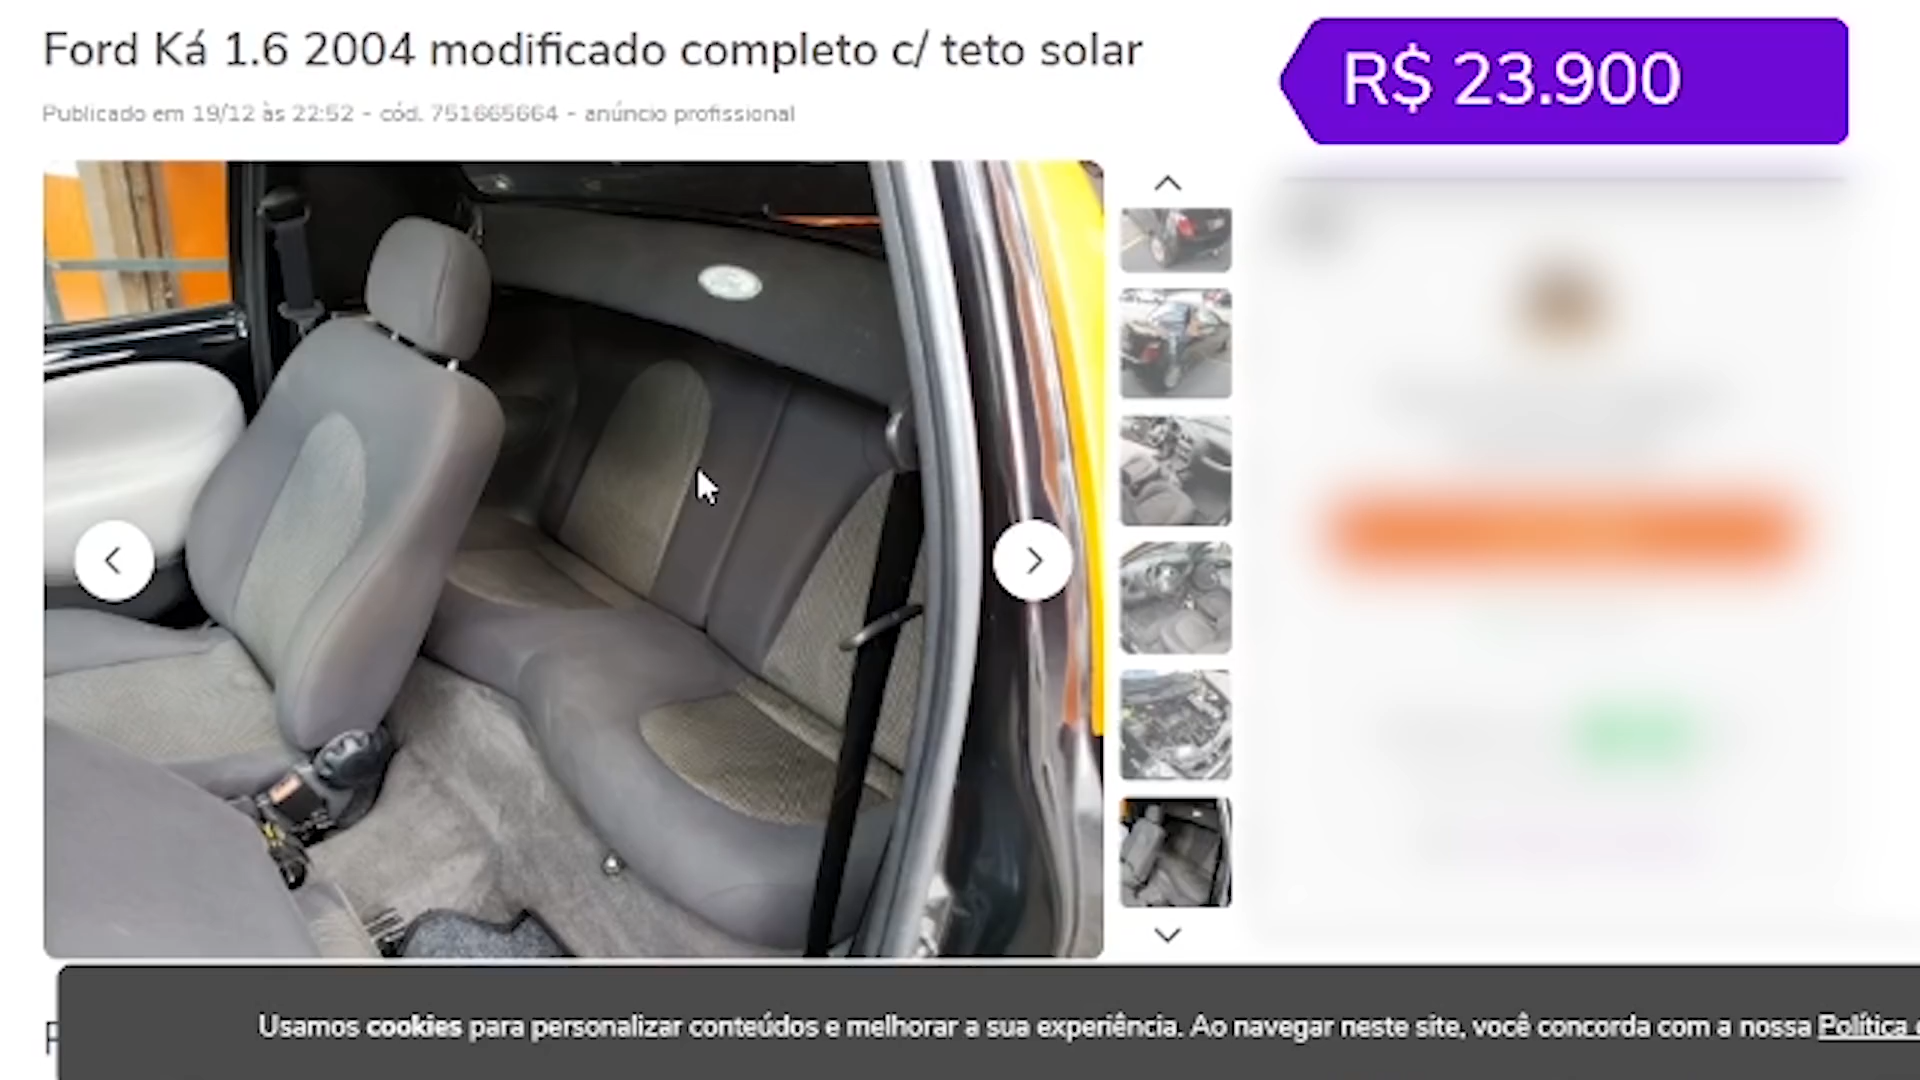 Ford Ká 1.6 2004 modificado completo c/ teto solar
R$ 23.900
Publicado em 19/12 às 22:52 - cód. 751665664 - anúncio profissional
Usamos cookies para personalizar conteúdos e melhorar a sua experiência. Ao navegar neste site, você concorda com a nossa Política